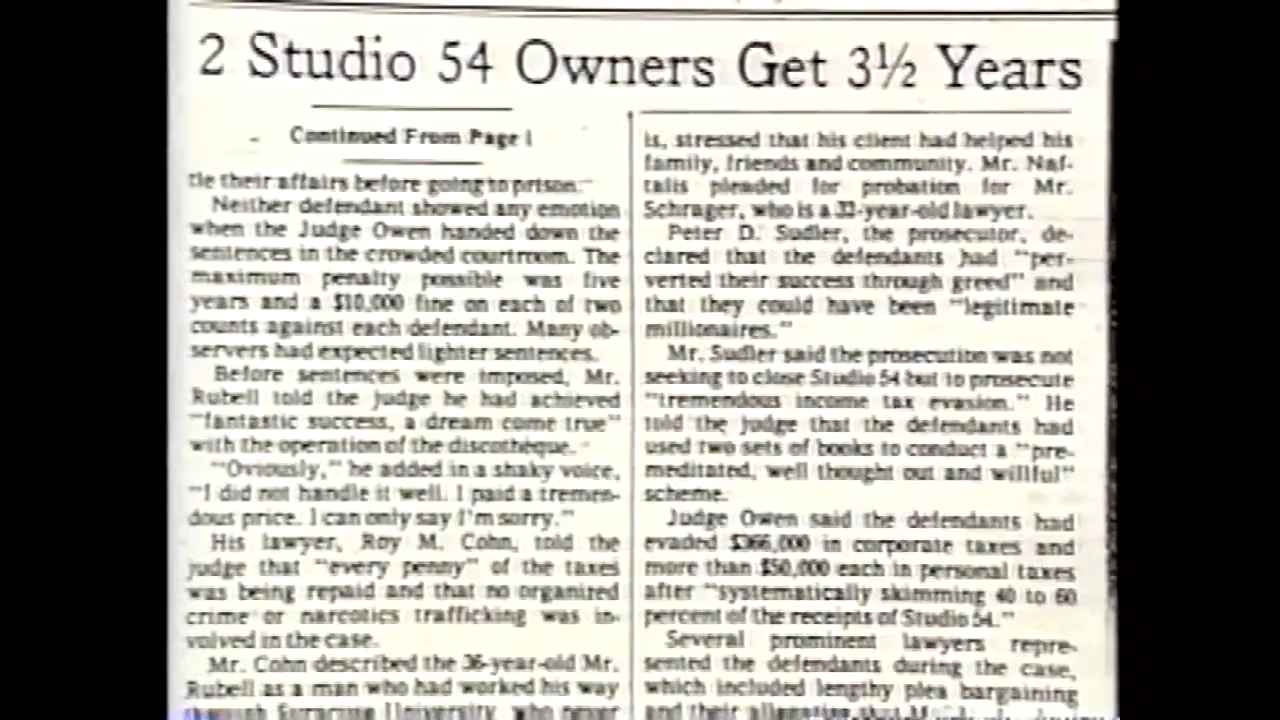 2 Studio 54 Owners Get 3½ Years
Continued From Page 1
tle their affairs before going to prison."
Neither defendant showed any emotion
when the Judge Owen handed down the
sentences in the crowded courtroom. The
maximum penalty possible was five
years and a $10,000 fine on each of two
counts against each defendant. Many ob-
servers had expected lighter sentences.
Before sentences were imposed, Mr.
Rubell told the judge he had achieved
"fantastic success, a dream come true"
with the operation of the discothèque.
"Oviously," he added in a shaky voice,
"I did not handle it well. I paid a tremen-
dous price. I can only say I'm sorry."
His lawyer, Roy M. Cohn, told the
judge that "every penny" of the taxes
was being repaid and that no organized
crime or narcotics trafficking was in-
volved in the case.
Mr. Cohn described the 36-year-old Mr.
Rubell as a man who had worked his way
through Syracuse University, who never
is, stressed that his client had helped his
family, friends and community. Mr. Naf-
talis pleaded for probation for Mr.
Schrager, who is a 33-year-old lawyer.
Peter D. Sudler, the prosecutor, de-
clared that the defendants had "per-
verted their success through greed" and
that they could have been "legitimate
millionaires."
Mr. Sudler said the prosecution was not
seeking to close Studio 54 but to prosecute
"tremendous income tax evasion." He
told the judge that the defendants had
used two sets of books to conduct a "pre-
meditated, well thought out and willful"
scheme.
Judge Owen said the defendants had
evaded $366,000 in corporate taxes and
more than $50,000 each in personal taxes
after "systematically skimming 40 to 60
percent of the receipts of Studio 54."
Several prominent lawyers repre-
sented the defendants during the case,
which included lengthy plea bargaining
and their allegation that